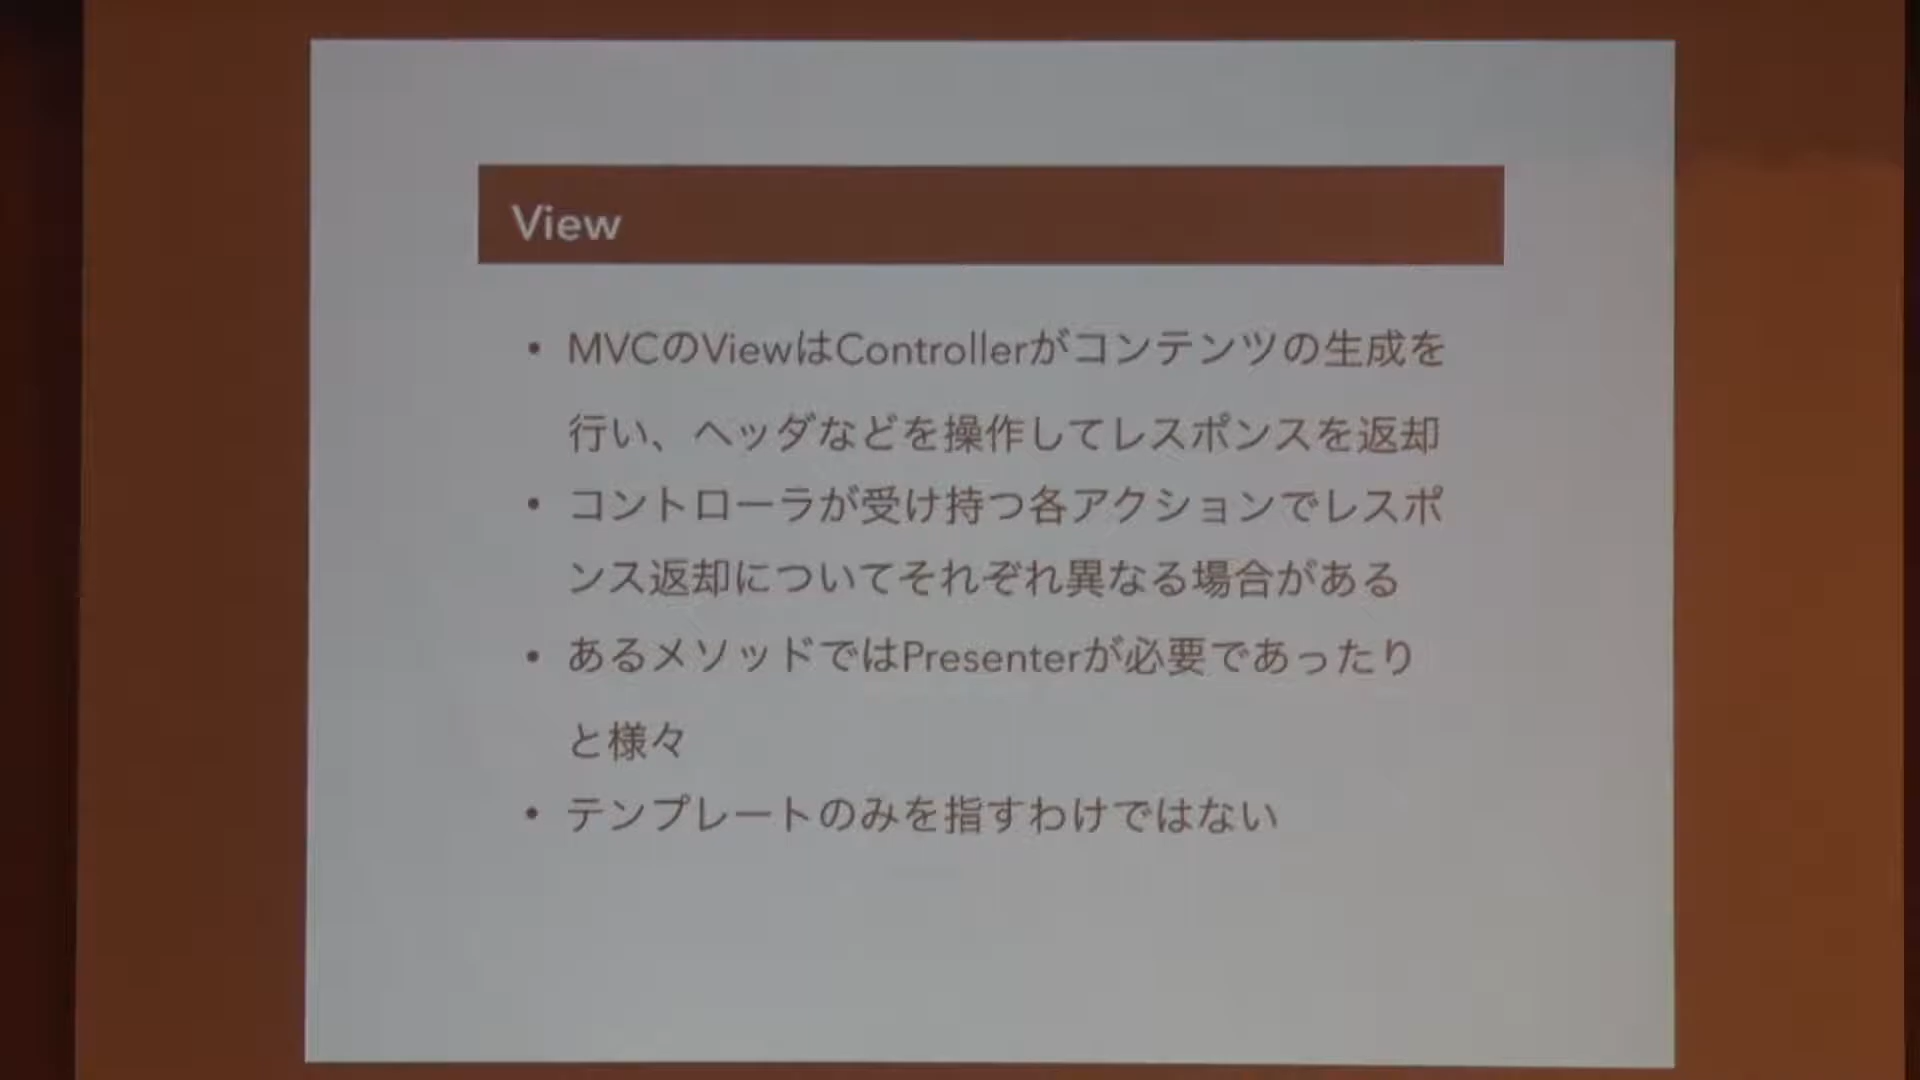 View
• MVCのViewはControllerがコンテンツの生成を
行い、ヘッダなどを操作してレスポンスを返却
• コントローラが受け持つ各アクションでレスポ
ンス返却についてそれぞれ異なる場合がある
• あるメソッドではPresenterが必要であったり
と様々
• テンプレートのみを指すわけではない